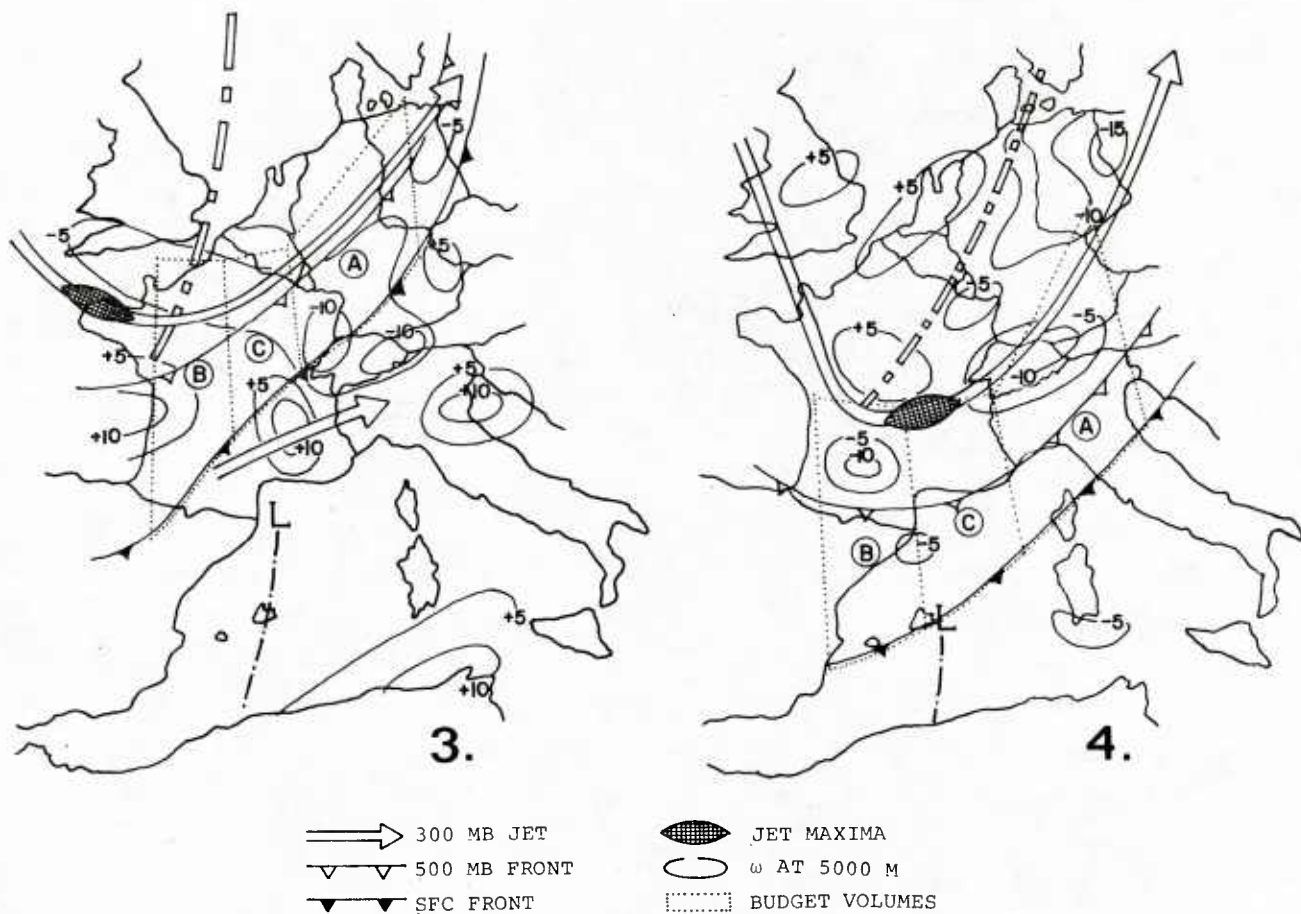 -5
-5
A
+5
-10
-10
C
+5
B
+5
+5
+10
+10
+10
L
+5
+10
3.
-15
+5
+5
-10
-5
-5
+5
-10
-5
-10
A
C
B
-5
L
-5
4.
300 MB JET
JET MAXIMA
500 MB FRONT
ω AT 5000 M
SFC FRONT
BUDGET VOLUMES